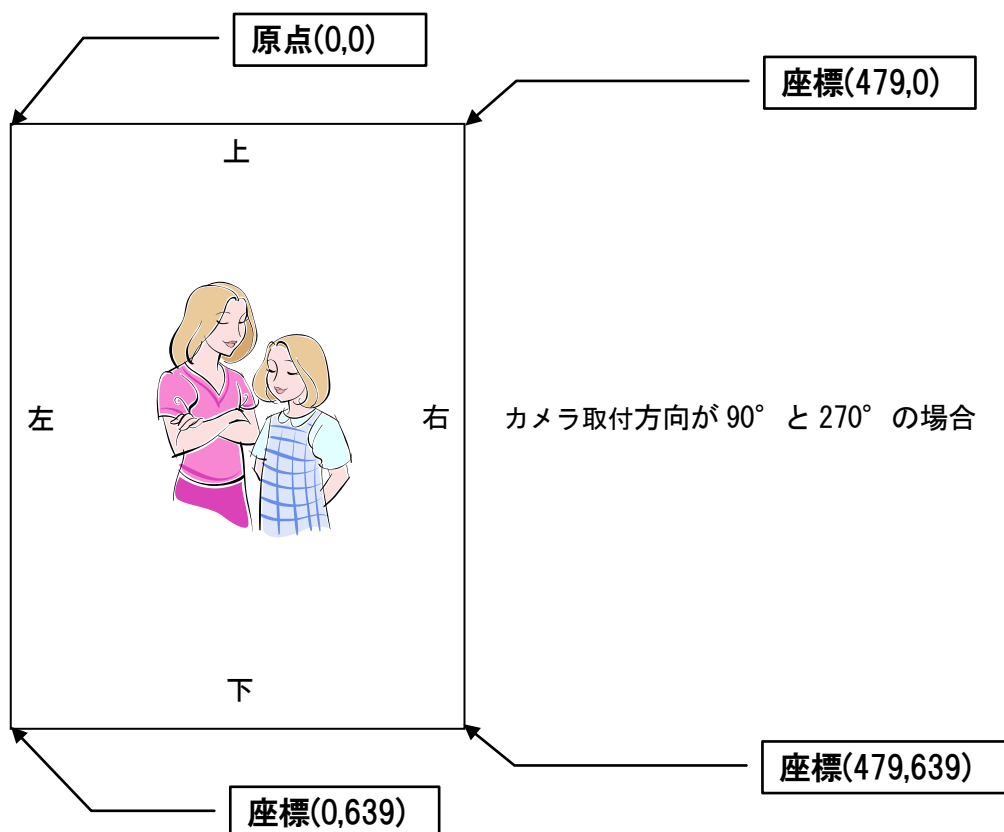 原点(0,0)
座標(479,0)
上
左
右
カメラ取付方向が 90° と 270° の場合
下
座標(479,639)
座標(0,639)